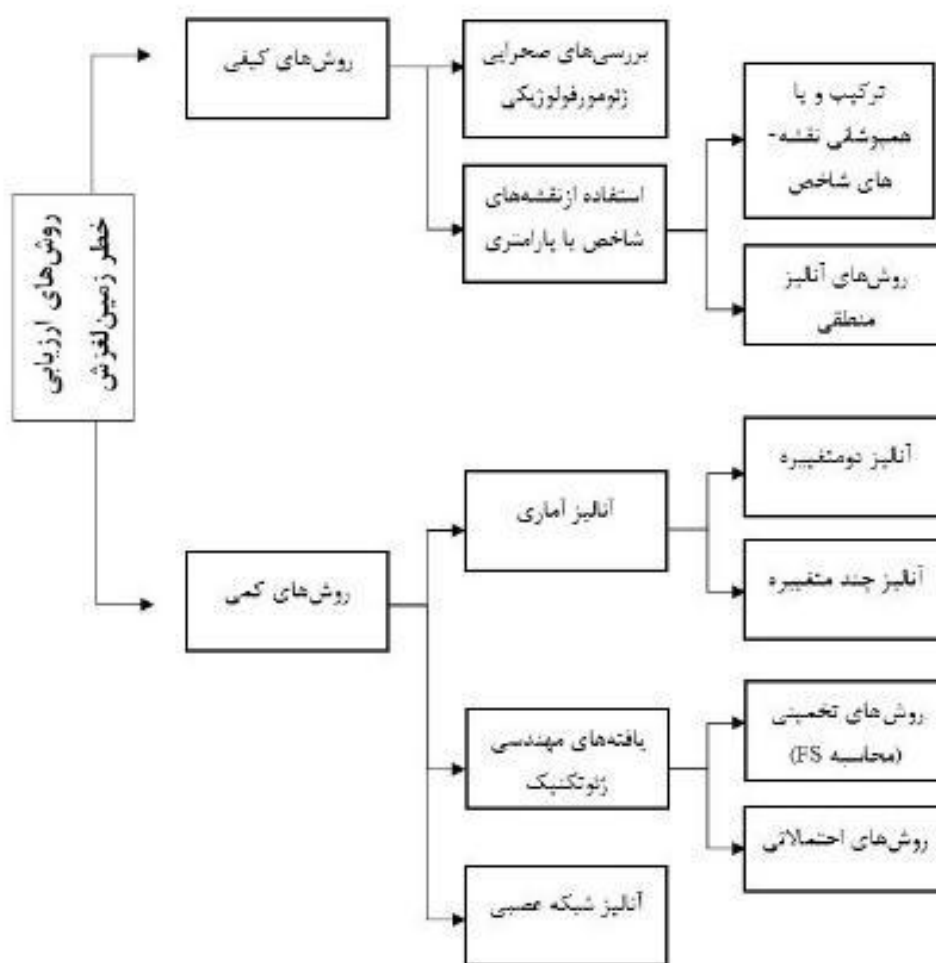 روش‌های ارزیابی
خطر زمین‌لغزش
روش‌های کیفی
بررسی‌های صحرایی
ژئومورفولوژیکی
استفاده ازنقشه‌های
شاخص یا پارامتری
ترکیب و یا
همپوشانی نقشه-
های شاخص
روش‌های آنالیز
منطقی
روش‌های کمی
آنالیز آماری
آنالیز دومتغییره
آنالیز چند متغییره
یافته‌های مهندسی
ژئوتکنیک
روش‌های تخمینی
(محاسبه FS)
روش‌های احتمالاتی
آنالیز شبکه عصبی